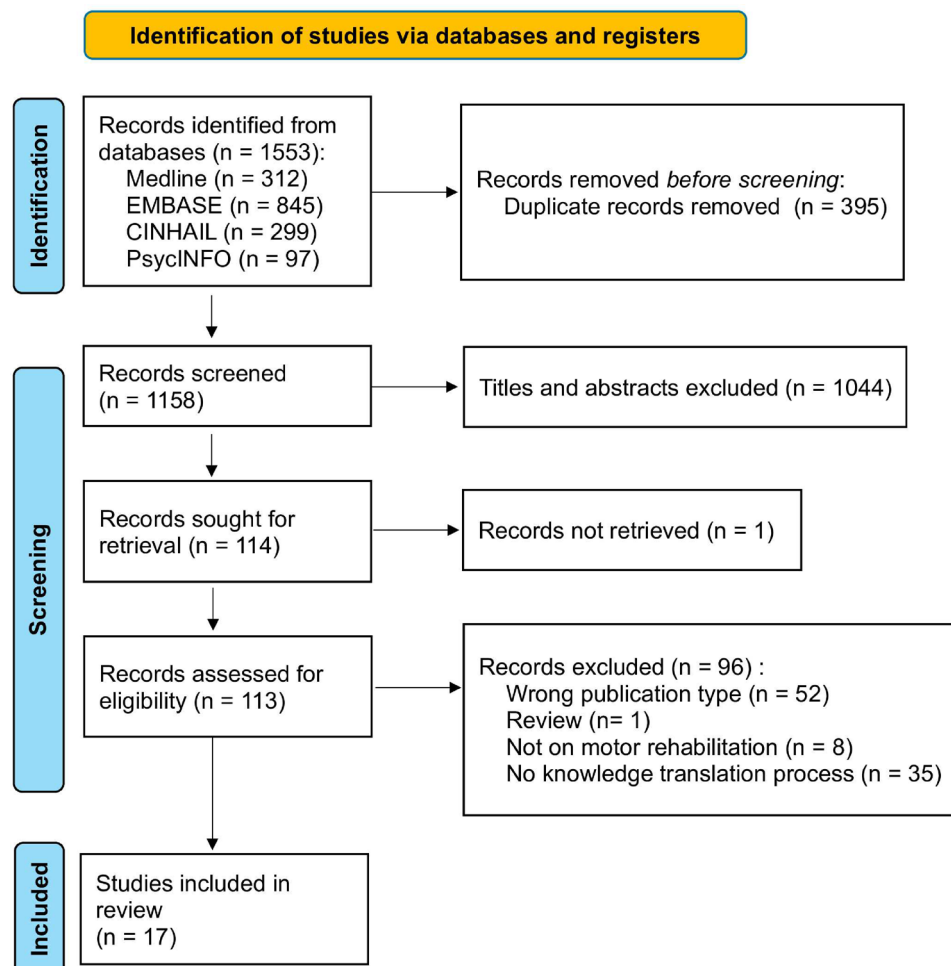 Identification of studies via databases and registers
Identification
Records identified from
databases (n = 1553):
Medline (n = 312)
EMBASE (n = 845)
CINHAIL (n = 299)
PsycINFO (n = 97)
Records removed before screening:
Duplicate records removed (n = 395)
Screening
Records screened
(n = 1158)
Titles and abstracts excluded (n = 1044)
Records sought for
retrieval (n = 114)
Records not retrieved (n = 1)
Records assessed for
eligibility (n = 113)
Records excluded (n = 96) :
Wrong publication type (n = 52)
Review (n= 1)
Not on motor rehabilitation (n = 8)
No knowledge translation process (n = 35)
Included
Studies included in
review
(n = 17)